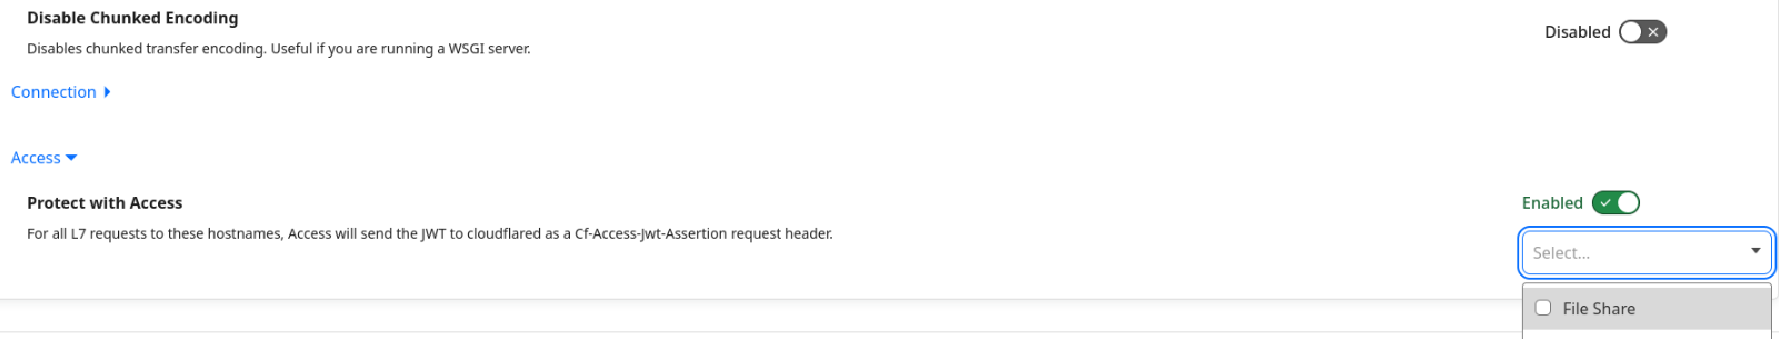 Disable Chunked Encoding
Disables chunked transfer encoding. Useful if you are running a WSGI server.
Disabled
Connection
Access
Protect with Access
Enabled
For all L7 requests to these hostnames, Access will send the JWT to cloudflared as a Cf-Access-Jwt-Assertion request header.
Select...
File Share